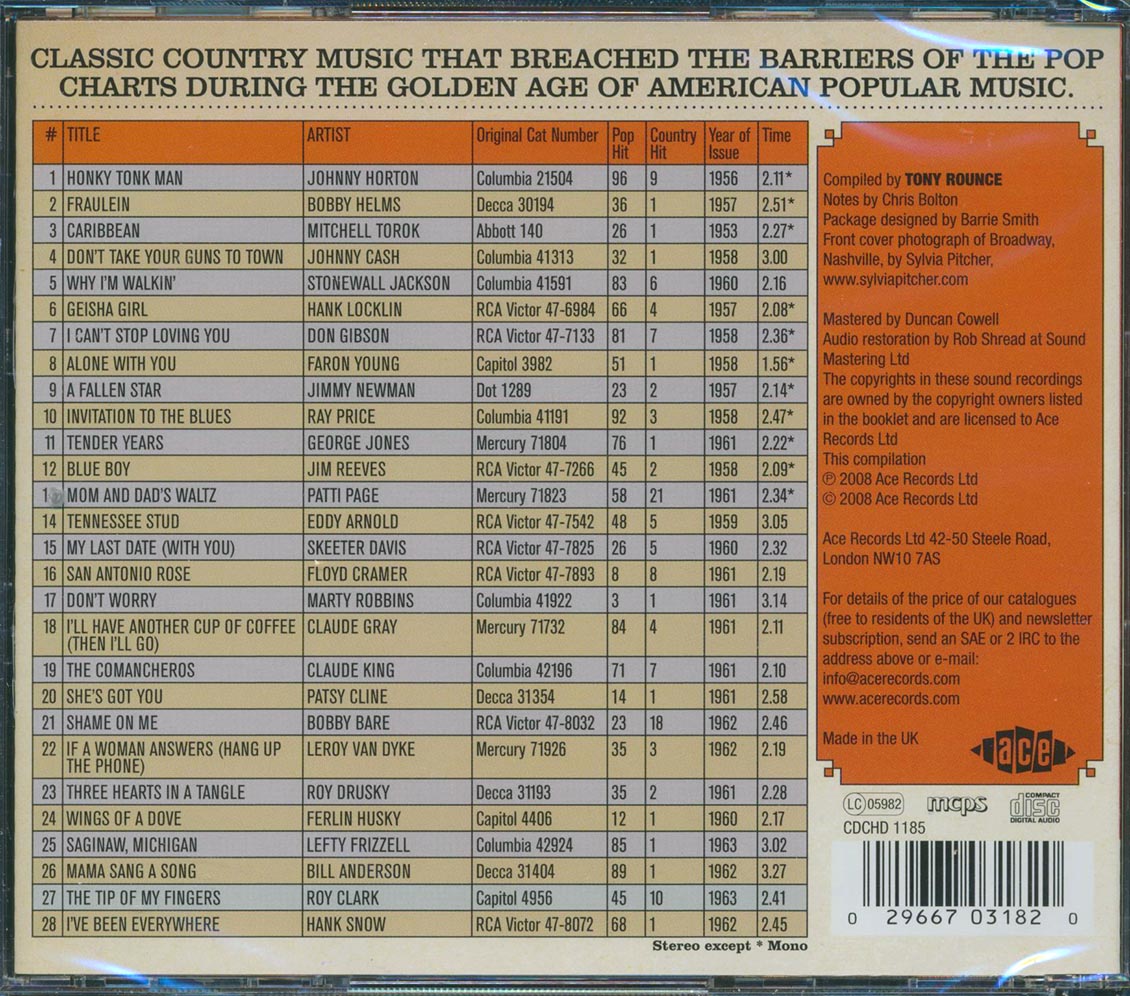 CLASSIC COUNTRY MUSIC THAT BREACHED THE BARRIERS OF THE POP
CHARTS DURING THE GOLDEN AGE OF AMERICAN POPULAR MUSIC.
# TITLE ARTIST Original Cat Number Pop Hit Country Hit Year of Issue Time
1 HONKY TONK MAN JOHNNY HORTON Columbia 21504 96 9 1956 2.11*
2 FRAULEIN BOBBY HELMS Decca 30194 36 1 1957 2.51*
3 CARIBBEAN MITCHELL TOROK Abbott 140 26 1 1953 2.27*
4 DON'T TAKE YOUR GUNS TO TOWN JOHNNY CASH Columbia 41313 32 1 1958 3.00
5 WHY I'M WALKIN' STONEWALL JACKSON Columbia 41591 83 6 1960 2.16
6 GEISHA GIRL HANK LOCKLIN RCA Victor 47-6984 66 4 1957 2.08*
7 I CAN'T STOP LOVING YOU DON GIBSON RCA Victor 47-7133 81 7 1958 2.36*
8 ALONE WITH YOU FARON YOUNG Capitol 3982 51 1 1958 1.56*
9 A FALLEN STAR JIMMY NEWMAN Dot 1289 23 2 1957 2.14*
10 INVITATION TO THE BLUES RAY PRICE Columbia 41191 92 3 1958 2.47*
11 TENDER YEARS GEORGE JONES Mercury 71804 76 1 1961 2.22*
12 BLUE BOY JIM REEVES RCA Victor 47-7266 45 2 1958 2.09*
1 MOM AND DAD'S WALTZ PATTI PAGE Mercury 71823 58 21 1961 2.34*
14 TENNESSEE STUD EDDY ARNOLD RCA Victor 47-7542 48 5 1959 3.05
15 MY LAST DATE (WITH YOU) SKEETER DAVIS RCA Victor 47-7825 26 5 1960 2.32
16 SAN ANTONIO ROSE FLOYD CRAMER RCA Victor 47-7893 8 8 1961 2.19
17 DON'T WORRY MARTY ROBBINS Columbia 41922 3 1 1961 3.14
18 I'LL HAVE ANOTHER CUP OF COFFEE CLAUDE GRAY Mercury 71732 84 4 1961 2.11
(THEN I'LL GO)
19 THE COMANCHEROS CLAUDE KING Columbia 42196 71 7 1961 2.10
20 SHE'S GOT YOU PATSY CLINE Decca 31354 14 1 1961 2.58
21 SHAME ON ME BOBBY BARE RCA Victor 47-8032 23 18 1962 2.46
22 IF A WOMAN ANSWERS (HANG UP LEROY VAN DYKE Mercury 71926 35 3 1962 2.19
THE PHONE)
23 THREE HEARTS IN A TANGLE ROY DRUSKY Decca 31193 35 2 1961 2.28
24 WINGS OF A DOVE FERLIN HUSKY Capitol 4406 12 1 1960 2.17
25 SAGINAW, MICHIGAN LEFTY FRIZZELL Columbia 42924 85 1 1963 3.02
26 MAMA SANG A SONG BILL ANDERSON Decca 31404 89 1 1962 3.27
27 THE TIP OF MY FINGERS ROY CLARK Capitol 4956 45 10 1963 2.41
28 I'VE BEEN EVERYWHERE HANK SNOW RCA Victor 47-8072 68 1 1962 2.45
Stereo except * Mono
Compiled by TONY ROUNCE
Notes by Chris Bolton
Package designed by Barrie Smith
Front cover photograph of Broadway,
Nashville, by Sylvia Pitcher,
www.sylviapitcher.com
Mastered by Duncan Cowell
Audio restoration by Rob Shread at Sound
Mastering Ltd
The copyrights in these sound recordings
are owned by the copyright owners listed
in the booklet and are licensed to Ace
Records Ltd
This compilation
℗ 2008 Ace Records Ltd
© 2008 Ace Records Ltd
Ace Records Ltd 42-50 Steele Road,
London NW10 7AS
For details of the price of our catalogues
(free to residents of the UK) and newsletter
subscription, send an SAE or 2 IRC to the
address above or e-mail:
info@acerecords.com
www.acerecords.com
Made in the UK
ace
LC 05982 mcps COMPACT disc DIGITAL AUDIO
CDCHD 1185
0 29667 03182 0